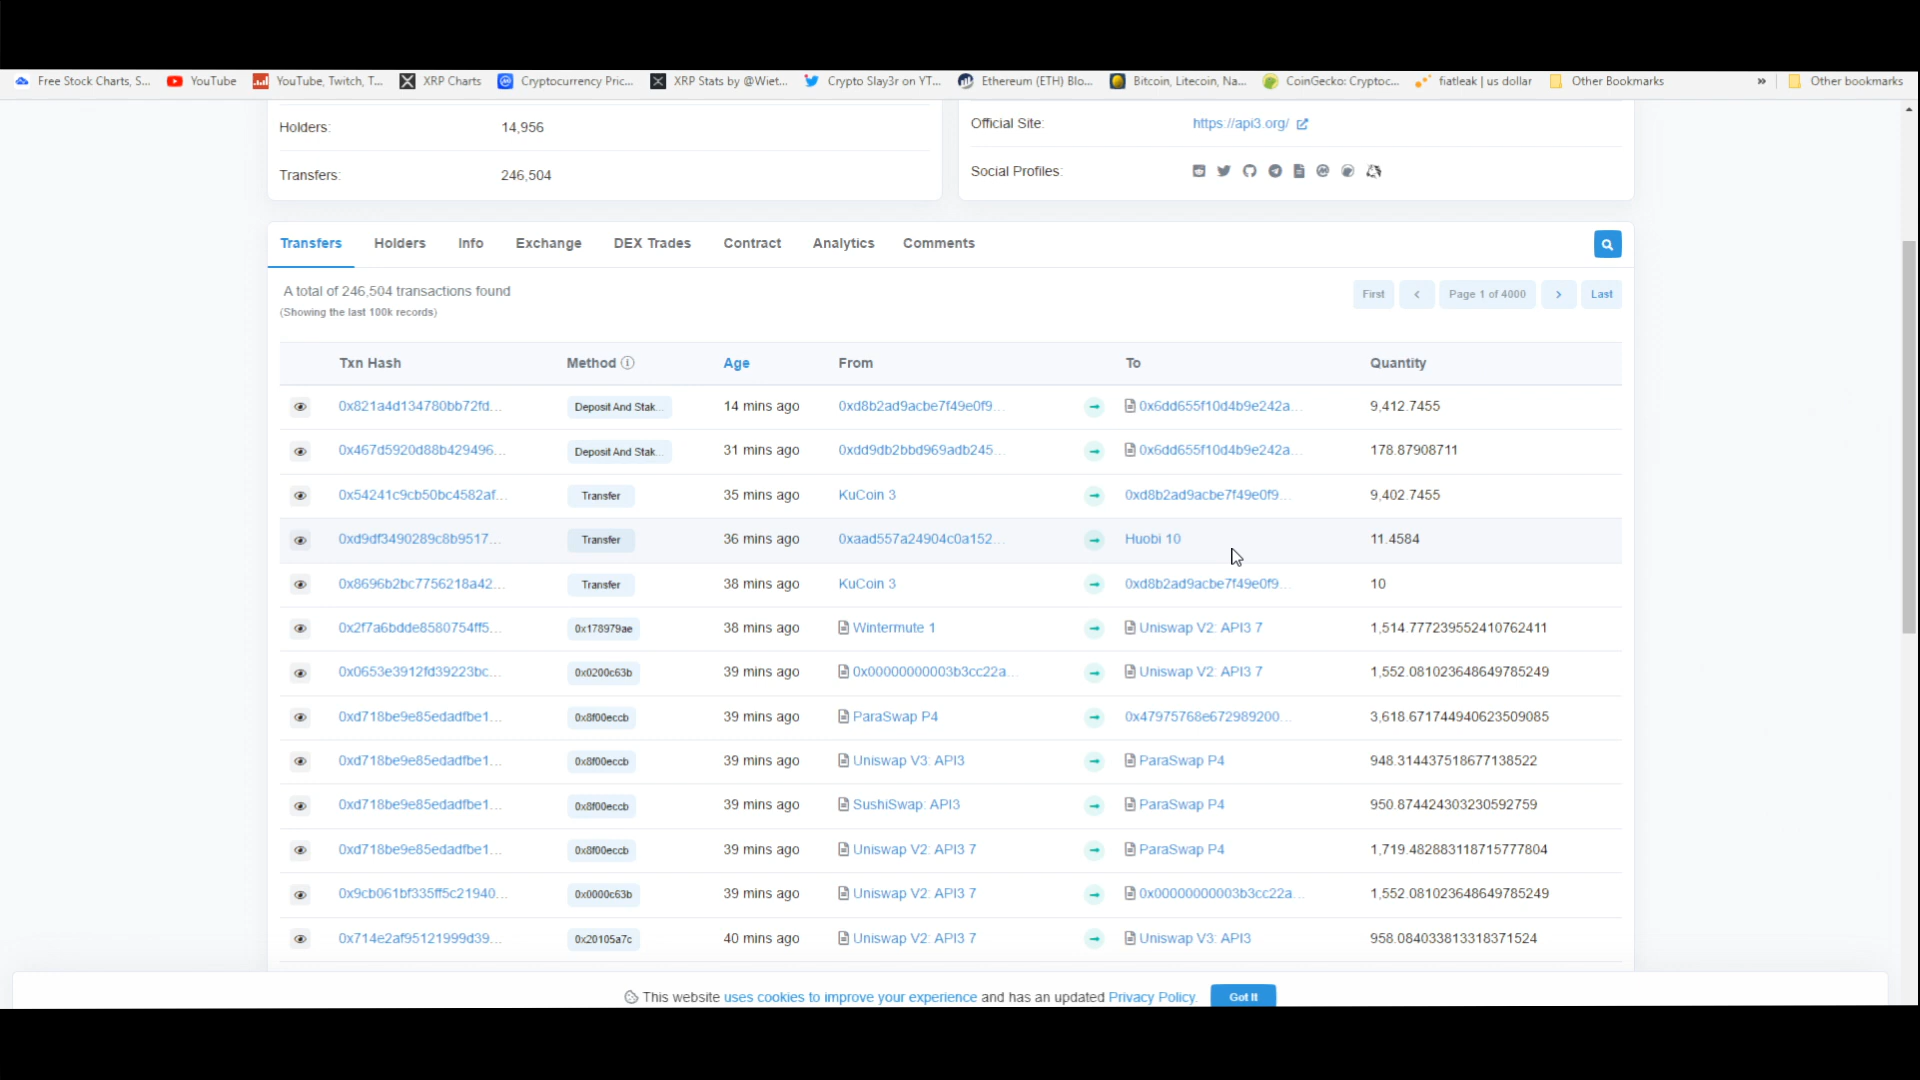 Free Stock Charts, S... YouTube YouTube, Twitch, T... XRP Charts Cryptocurrency Pric... XRP Stats by @Wiet... Crypto Slay3r on YT... Ethereum (ETH) Blo... Bitcoin, Litecoin, Na... CoinGecko: Cryptoc... fiatleak | us dollar Other Bookmarks » Other bookmarks
Holders: 14,956 Official Site: https://api3.org/
Transfers: 246,504 Social Profiles:
Transfers Holders Info Exchange DEX Trades Contract Analytics Comments
A total of 246,504 transactions found First < Page 1 of 4000 > Last
(Showing the last 100k records)
Txn Hash Method Age From To Quantity
0x821a4d134780bb72fd... Deposit And Stak... 14 mins ago 0xd8b2ad9acbe7f49e0f9... 0x6dd655f10d4b9e242a... 9,412.7455
0x467d5920d88b429496... Deposit And Stak... 31 mins ago 0xdd9db2bbd969adb245... 0x6dd655f10d4b9e242a... 178.87908711
0x54241c9cb50bc4582af... Transfer 35 mins ago KuCoin 3 0xd8b2ad9acbe7f49e0f9... 9,402.7455
0xd9df3490289c8b9517... Transfer 36 mins ago 0xaad557a24904c0a152... Huobi 10 11.4584
0x8696b2bc7756218a42... Transfer 38 mins ago KuCoin 3 0xd8b2ad9acbe7f49e0f9... 10
0x2f7a6bdde8580754ff5... 0x178979ae 38 mins ago Wintermute 1 Uniswap V2: API3 7 1,514.777239552410762411
0x0653e3912fd39223bc... 0x0200c63b 39 mins ago 0x00000000003b3cc22a... Uniswap V2: API3 7 1,552.081023648649785249
0xd718be9e85edadfbe1... 0x8f00eccb 39 mins ago ParaSwap P4 0x47975768e672989200... 3,618.671744940623509085
0xd718be9e85edadfbe1... 0x8f00eccb 39 mins ago Uniswap V3: API3 ParaSwap P4 948.314437518677138522
0xd718be9e85edadfbe1... 0x8f00eccb 39 mins ago SushiSwap: API3 ParaSwap P4 950.874424303230592759
0xd718be9e85edadfbe1... 0x8f00eccb 39 mins ago Uniswap V2: API3 7 ParaSwap P4 1,719.482883118715777804
0x9cb061bf335ff5c21940... 0x0000c63b 39 mins ago Uniswap V2: API3 7 0x00000000003b3cc22a... 1,552.081023648649785249
0x714e2af95121999d39... 0x20105a7c 40 mins ago Uniswap V2: API3 7 Uniswap V3: API3 958.084033813318371524
This website uses cookies to improve your experience and has an updated Privacy Policy. Got It